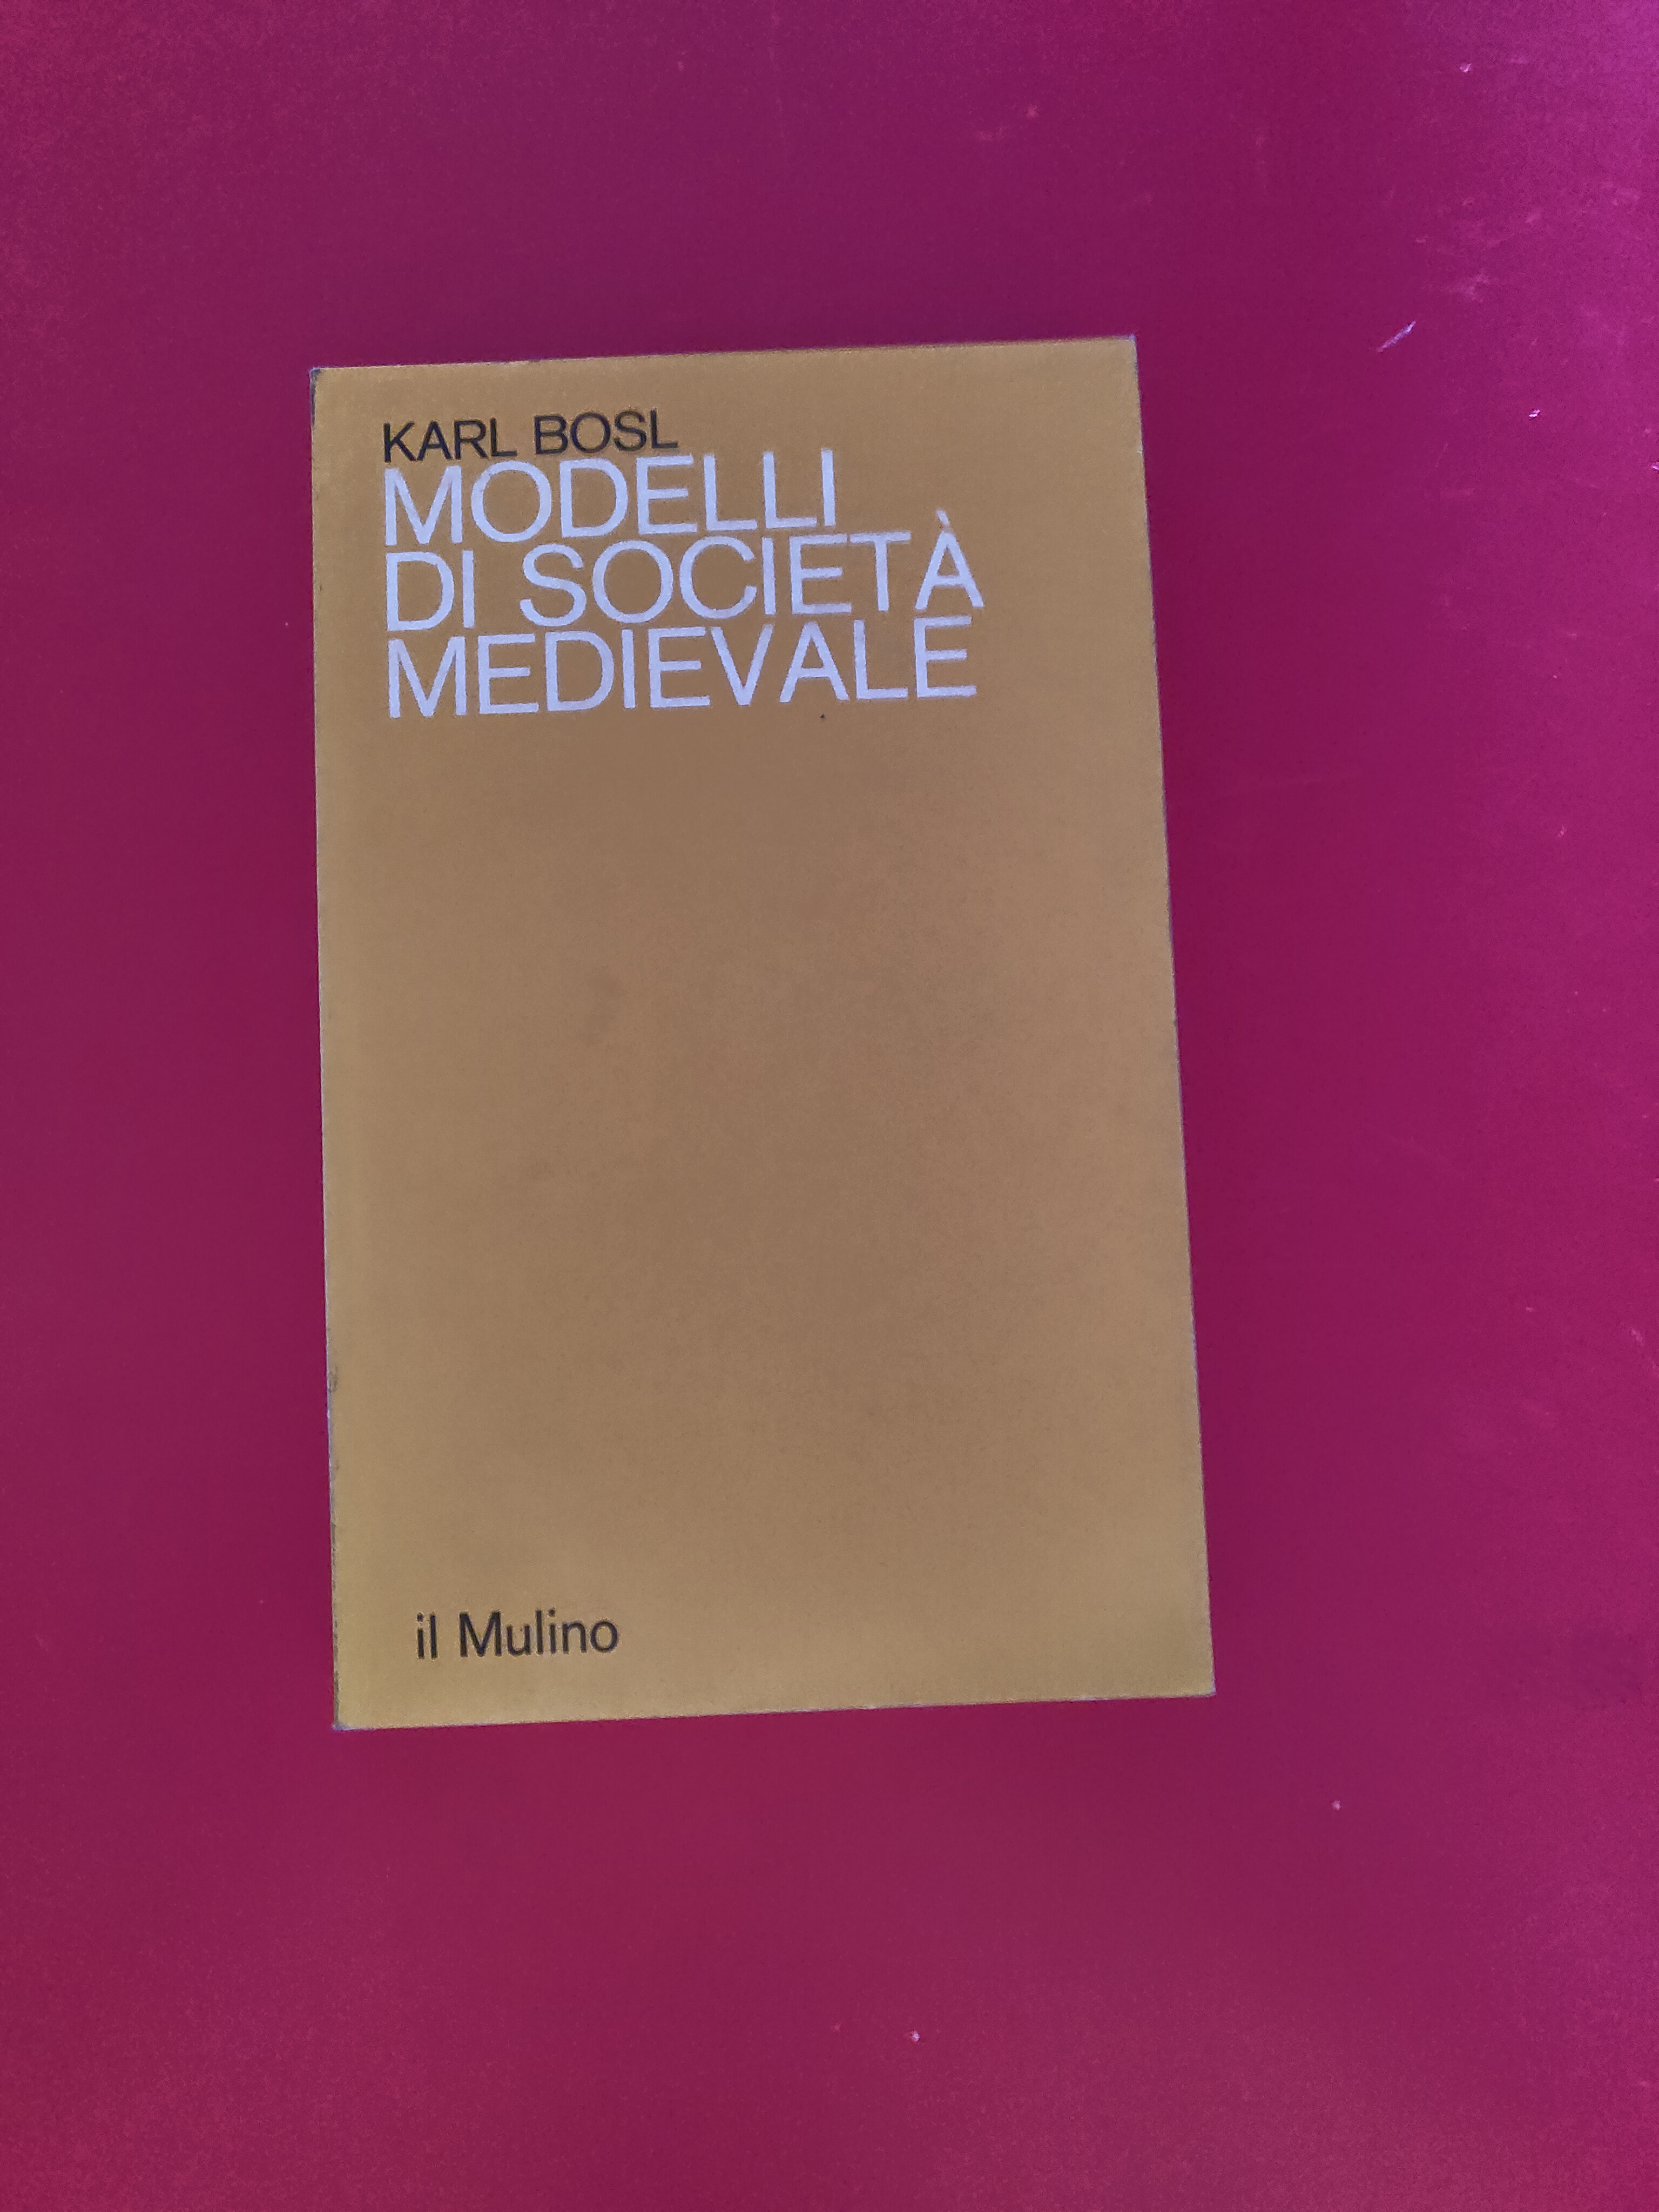 KARL BOSL
MODELLI
DI SOCIETÀ
MEDIEVALE
il Mulino